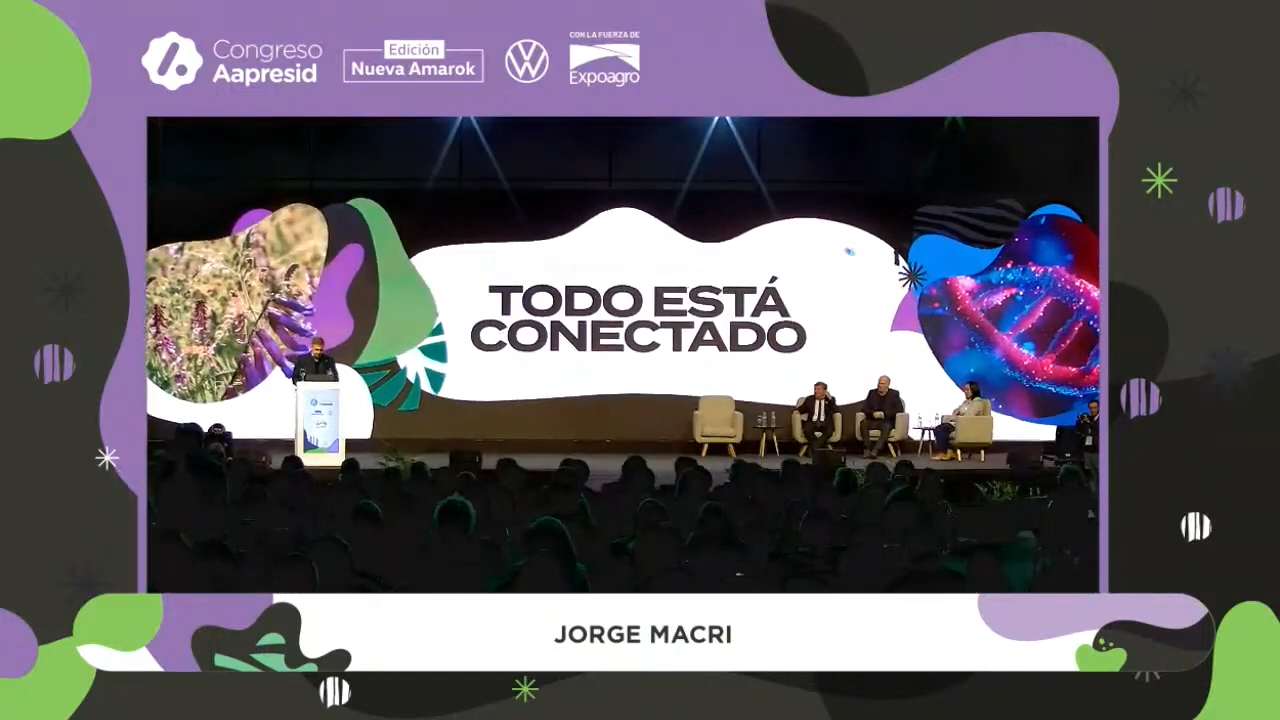 Congreso
Aapresid
Edición
Nueva Amarok
CON LA FUERZA DE
Expoagro
TODO ESTÁ
CONECTADO
JORGE MACRI